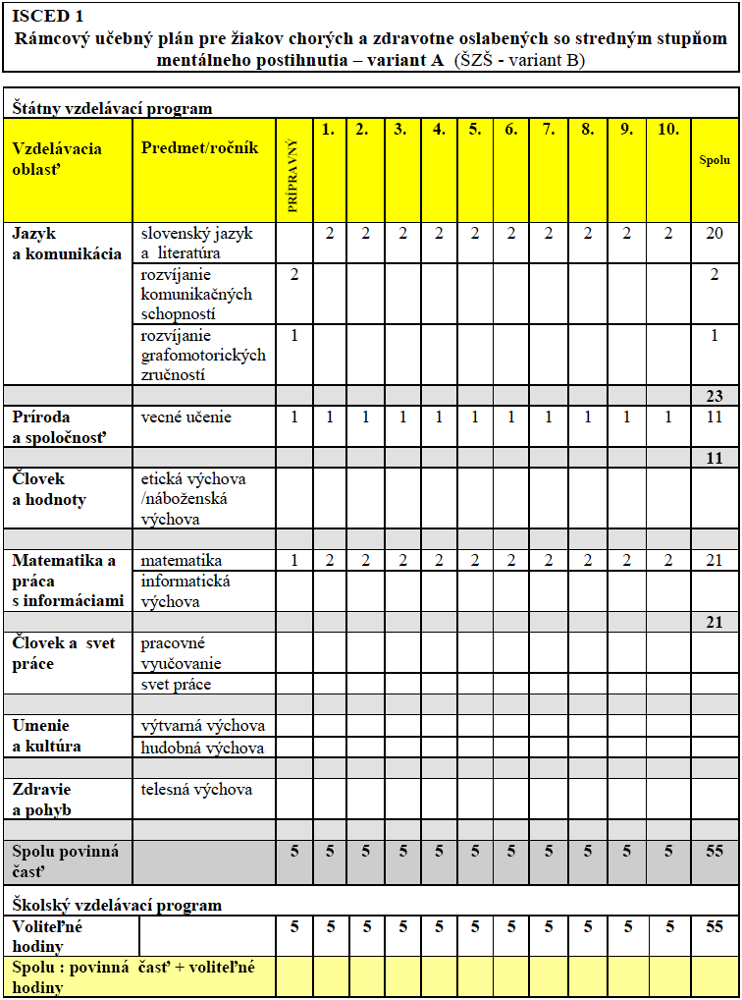 ISCED 1
Rámcový učebný plán pre žiakov chorých a zdravotne oslabených so stredným stupňom
mentálneho postihnutia – variant A (ŠZŠ - variant B)
Štátny vzdelávací program
Vzdelávacia
oblasť
Predmet/ročník
PRÍPRAVNÝ
1. 2. 3. 4. 5. 6. 7. 8. 9. 10.
Spolu
Jazyk
a komunikácia
slovenský jazyk
a literatúra
2 2 2 2 2 2 2 2 2 2 20
rozvíjanie
komunikačných
schopností
2 2
rozvíjanie
grafomotorických
zručností
1 1
23
Príroda
a spoločnosť
vecné učenie
1 1 1 1 1 1 1 1 1 1 1 11
11
Človek
a hodnoty
etická výchova
/náboženská
výchova
Matematika a
práca
s informáciami
matematika
1 2 2 2 2 2 2 2 2 2 2 21
informatická
výchova
21
Človek a svet
práce
pracovné
vyučovanie
svet práce
Umenie
a kultúra
výtvarná výchova
hudobná výchova
Zdravie
a pohyb
telesná výchova
Spolu povinná
časť
5 5 5 5 5 5 5 5 5 5 5 55
Školský vzdelávací program
Voliteľné
hodiny
5 5 5 5 5 5 5 5 5 5 5 55
Spolu : povinná časť + voliteľné
hodiny